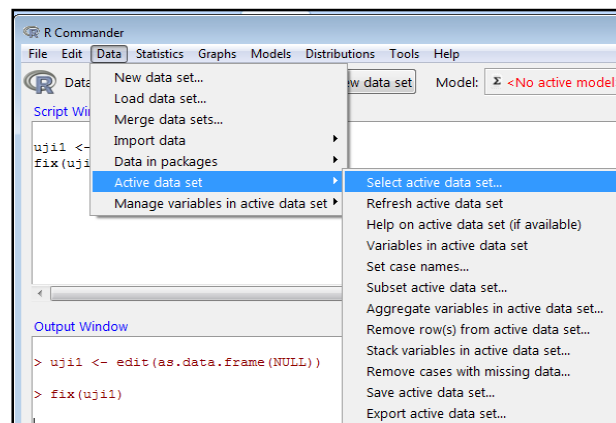 R Commander
File Edit Data Statistics Graphs Models Distributions Tools Help
Data
New data set...
Load data set...
Merge data sets...
Import data
Data in packages
Active data set
Manage variables in active data set
ew data set
Model: Σ <No active model
Script Wi
uji1 <-
fix(uji
Select active data set...
Refresh active data set
Help on active data set (if available)
Variables in active data set
Set case names...
Subset active data set...
Aggregate variables in active data set...
Remove row(s) from active data set...
Stack variables in active data set...
Remove cases with missing data...
Save active data set...
Export active data set...
Output Window
> uji1 <- edit(as.data.frame(NULL))
> fix(uji1)